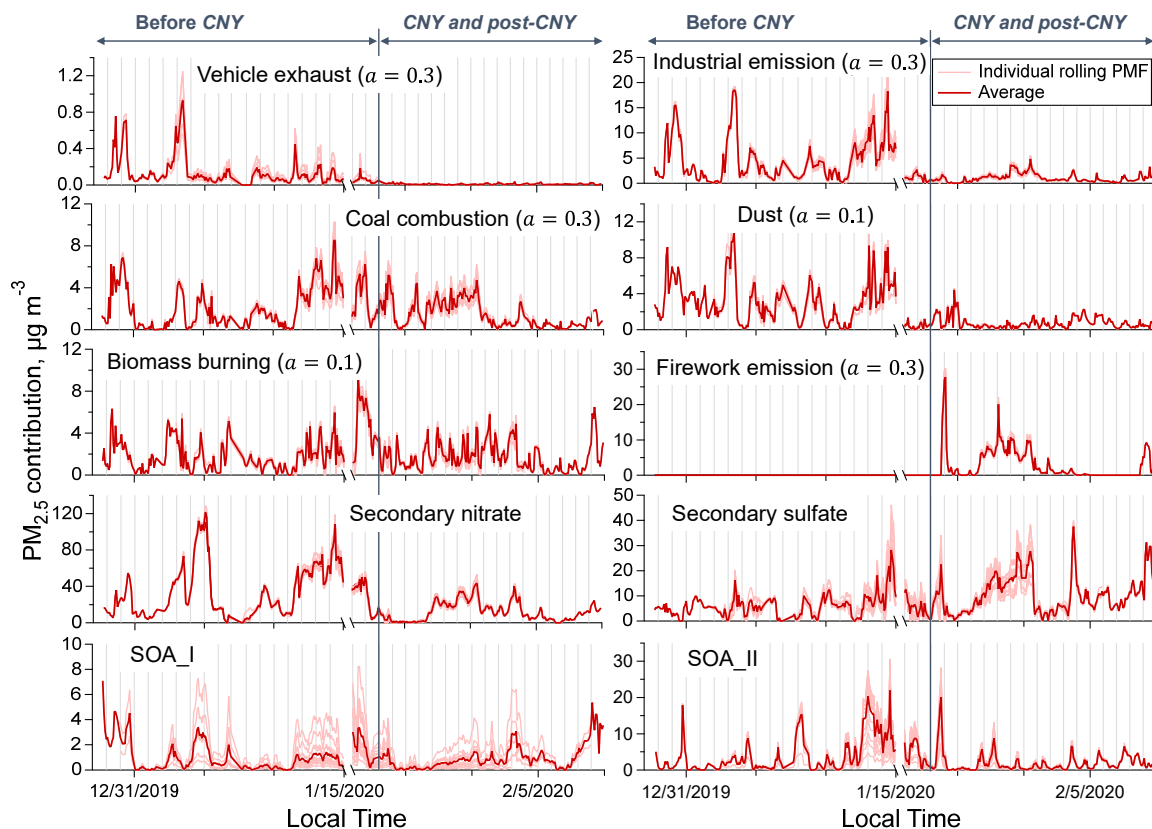 Before CNY
CNY and post-CNY
Before CNY
CNY and post-CNY
Vehicle exhaust (a = 0.3)
1.2
0.8
0.4
0.0
Industrial emission (a = 0.3)
25
20
15
10
5
0
Individual rolling PMF
Average
Coal combustion (a = 0.3)
12
8
4
0
Dust (a = 0.1)
12
8
4
0
Biomass burning (a = 0.1)
12
8
4
0
Firework emission (a = 0.3)
30
20
10
0
Secondary nitrate
120
80
40
0
Secondary sulfate
50
40
30
20
10
0
SOA_I
10
8
6
4
2
0
SOA_II
30
20
10
0
PM2.5 contribution, μg m⁻³
12/31/2019
1/15/2020
2/5/2020
12/31/2019
1/15/2020
2/5/2020
Local Time
Local Time